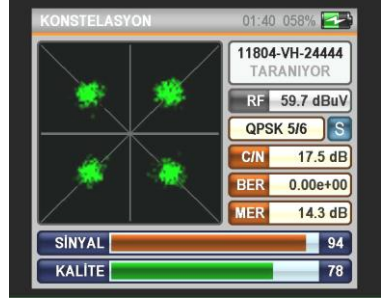 KONSTELASYON 01:40 058%
11804-VH-24444
TARANIYOR
RF 59.7 dBuV
QPSK 5/6 S
C/N 17.5 dB
BER 0.00e+00
MER 14.3 dB
SİNYAL 94
KALİTE 78